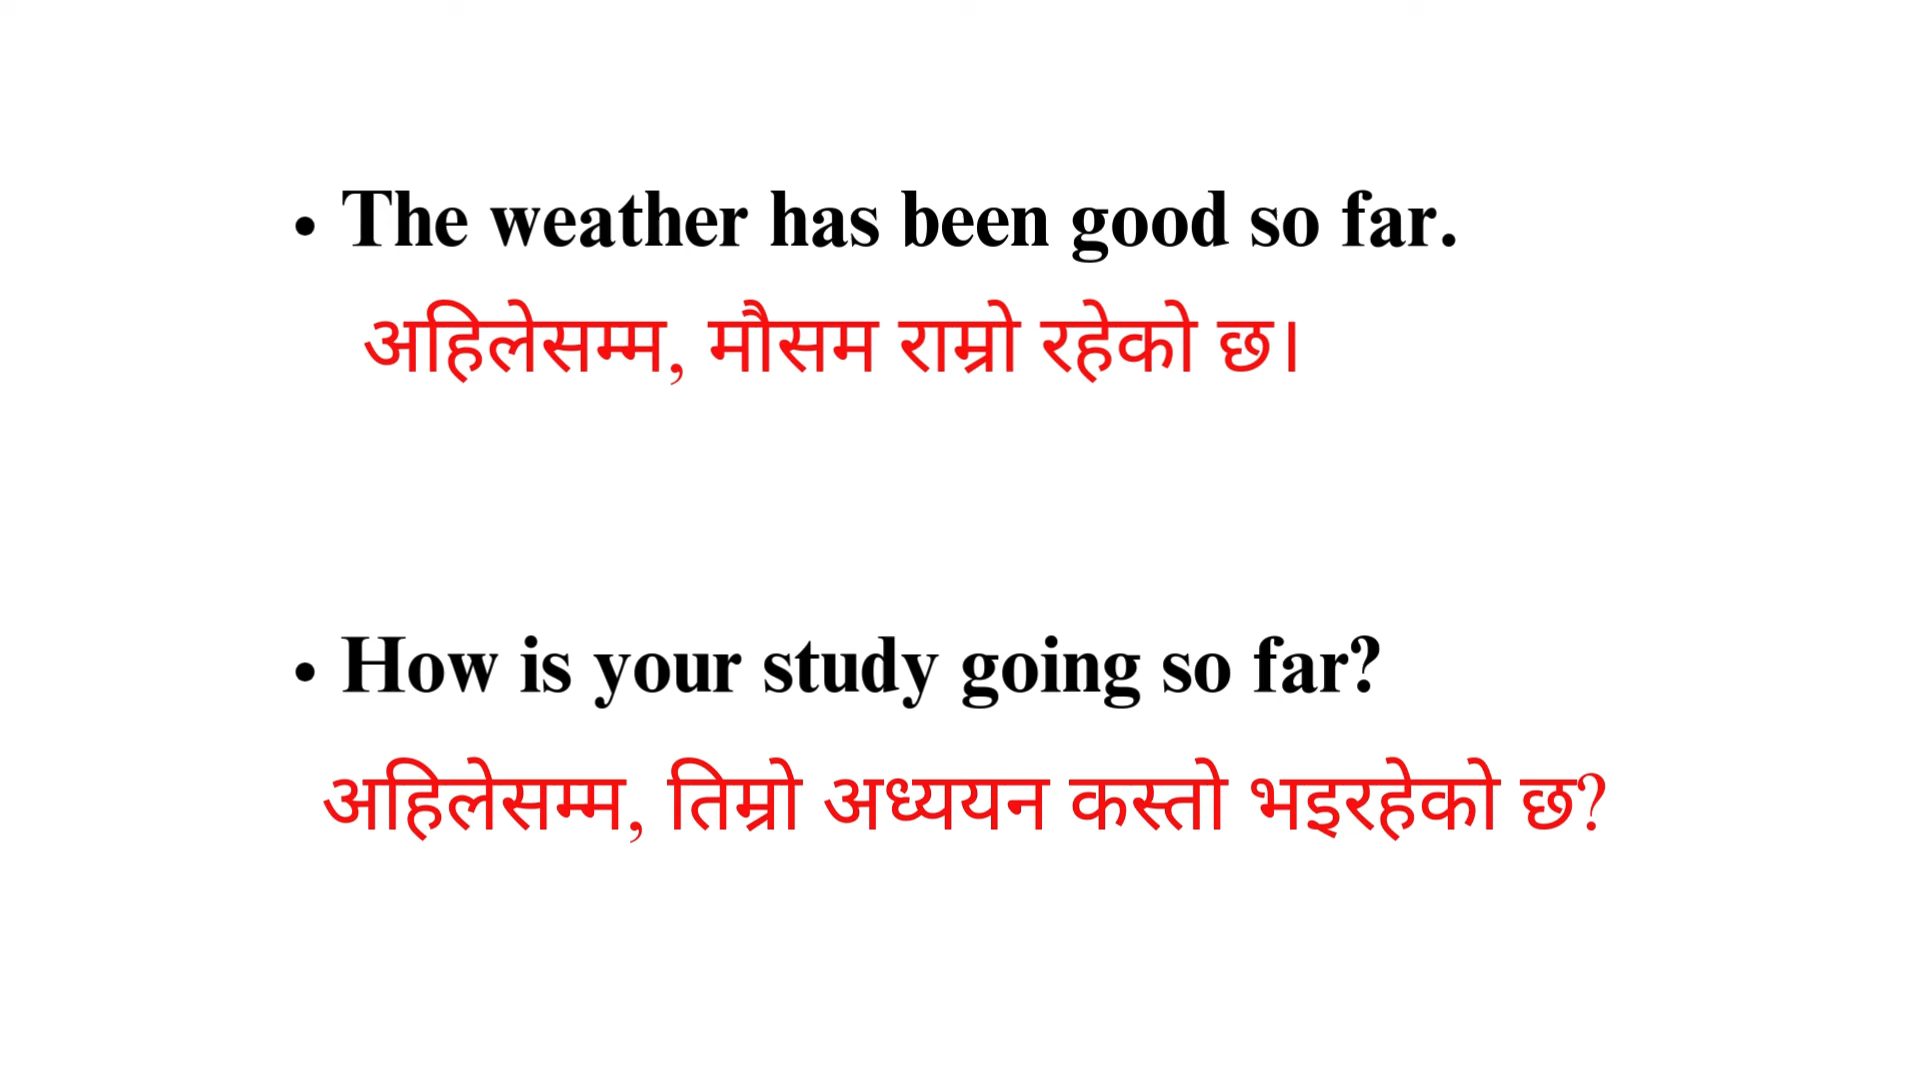 • The weather has been good so far.
अहिलेसम्म, मौसम राम्रो रहेको छ।
• How is your study going so far?
अहिलेसम्म, तिम्रो अध्ययन कस्तो भइरहेको छ?